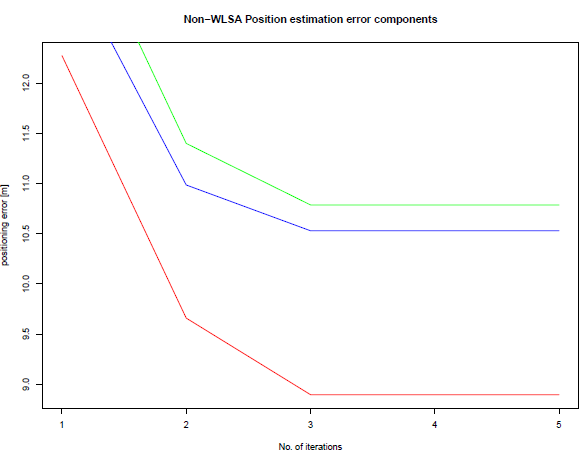 Non−WLSA Position estimation error components
positioning error [m]
12.0
11.5
11.0
10.5
10.0
9.5
9.0
1 2 3 4 5
No. of iterations